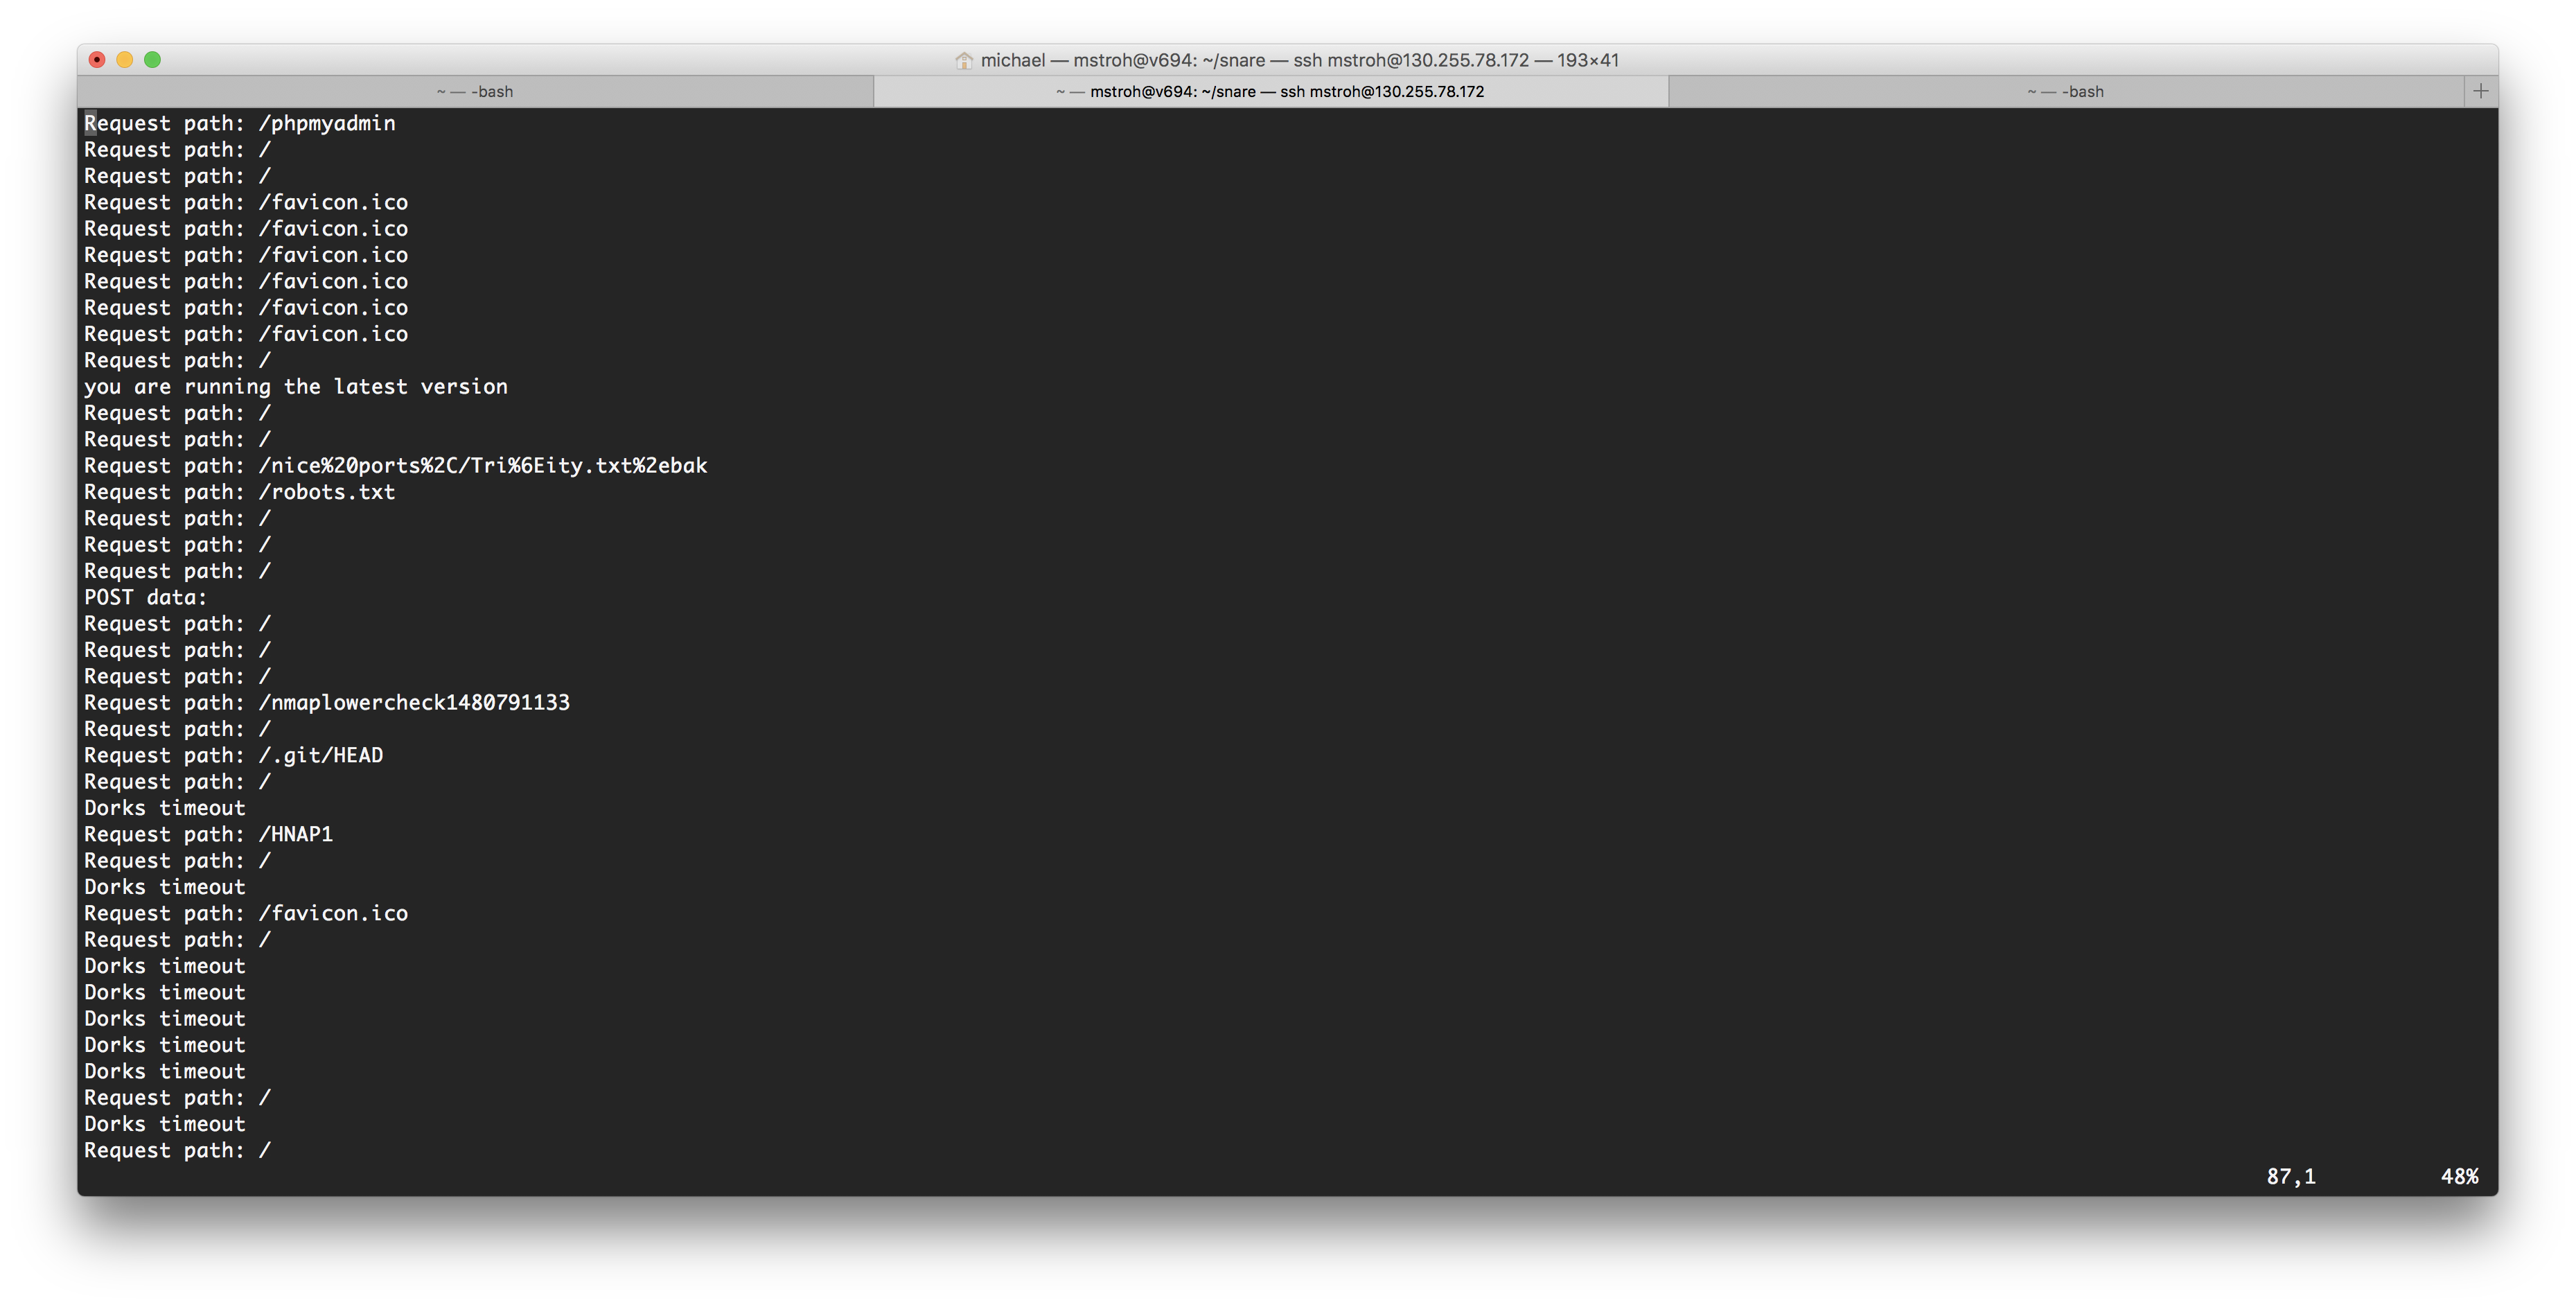 michael — mstroh@v694: ~/snare — ssh mstroh@130.255.78.172 — 193×41
~ — -bash
~ — mstroh@v694: ~/snare — ssh mstroh@130.255.78.172
~ — -bash
+
Request path: /phpmyadmin
Request path: /
Request path: /
Request path: /favicon.ico
Request path: /favicon.ico
Request path: /favicon.ico
Request path: /favicon.ico
Request path: /favicon.ico
Request path: /favicon.ico
Request path: /
you are running the latest version
Request path: /
Request path: /
Request path: /nice%20ports%2C/Tri%6Eity.txt%2ebak
Request path: /robots.txt
Request path: /
Request path: /
Request path: /
POST data:
Request path: /
Request path: /
Request path: /
Request path: /nmaplowercheck1480791133
Request path: /
Request path: /.git/HEAD
Request path: /
Dorks timeout
Request path: /HNAP1
Request path: /
Dorks timeout
Request path: /favicon.ico
Request path: /
Dorks timeout
Dorks timeout
Dorks timeout
Dorks timeout
Dorks timeout
Request path: /
Dorks timeout
Request path: /
87,1 48%